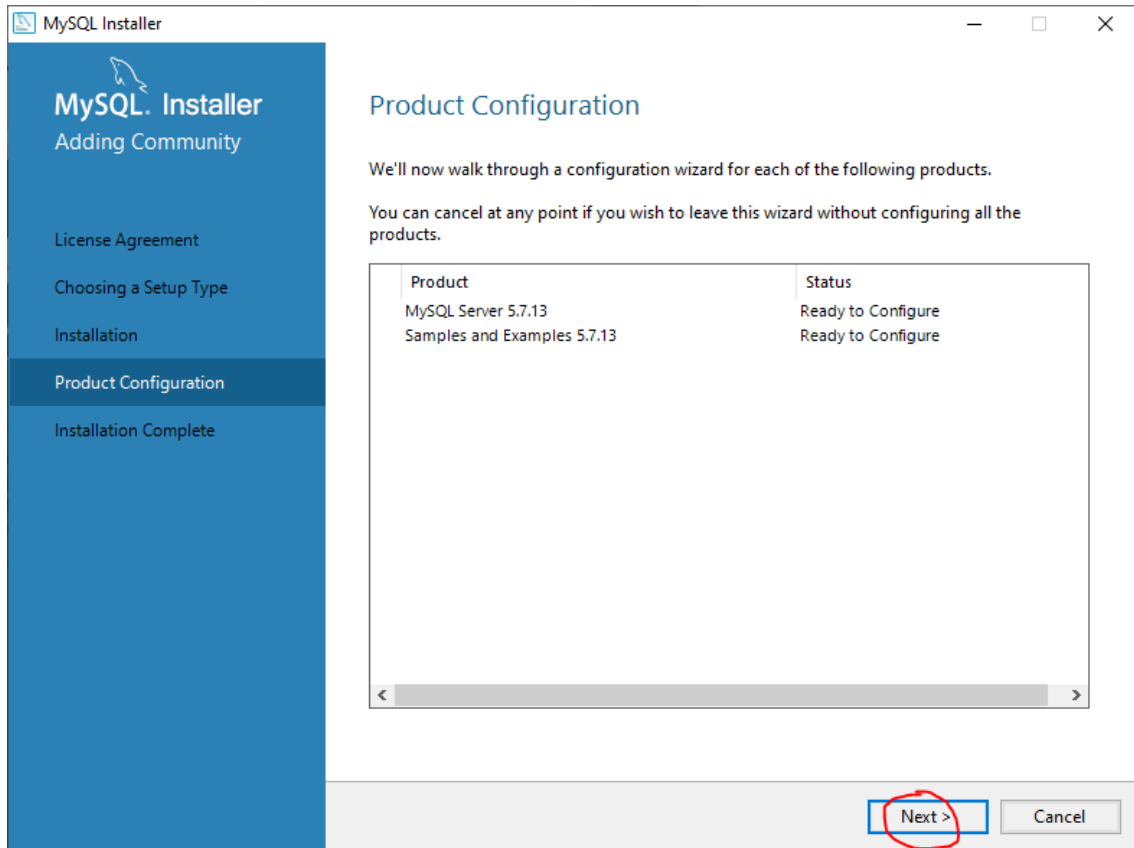 MySQL Installer
MySQL. Installer
Adding Community
License Agreement
Choosing a Setup Type
Installation
Product Configuration
Installation Complete
Product Configuration
We'll now walk through a configuration wizard for each of the following products.
You can cancel at any point if you wish to leave this wizard without configuring all the
products.
Product Status
MySQL Server 5.7.13 Ready to Configure
Samples and Examples 5.7.13 Ready to Configure
Next > Cancel